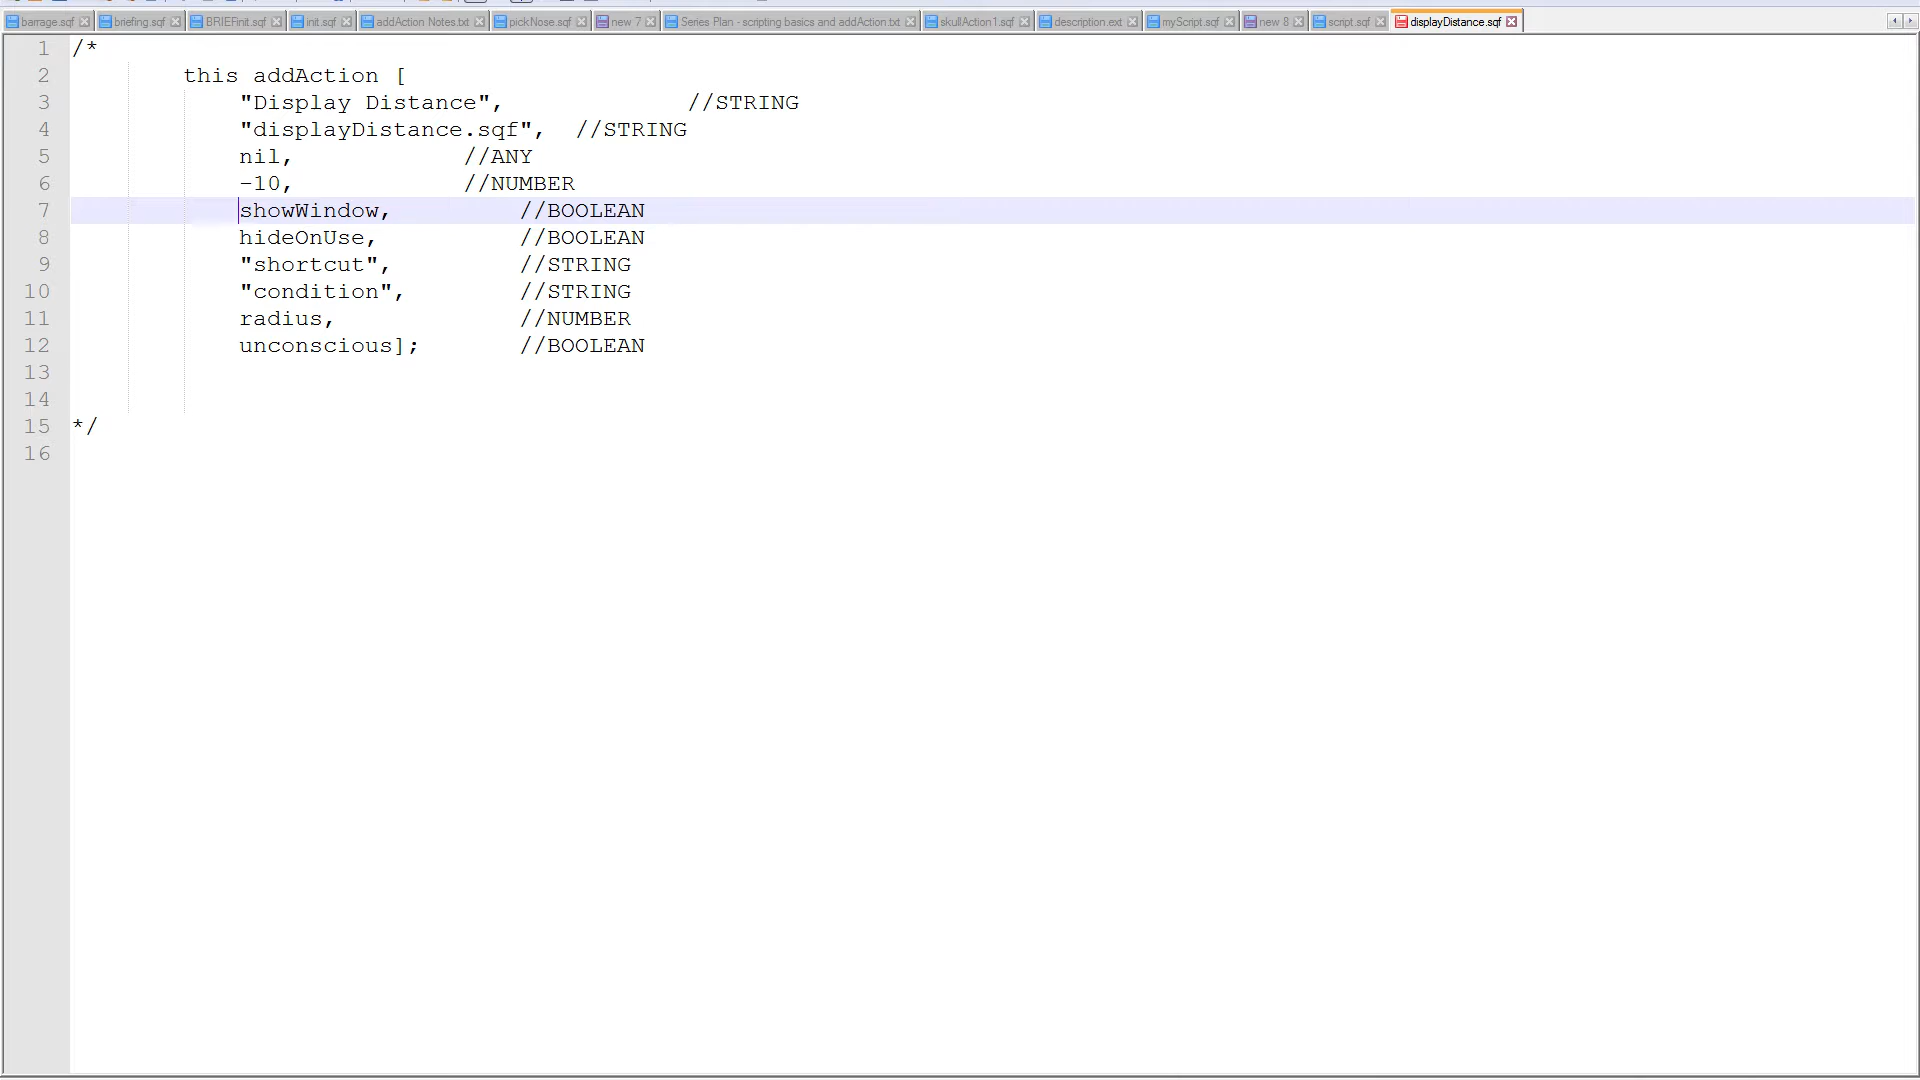 barrage.sqf briefing.sqf BRIEFinit.sqf init.sqf addAction Notes.txt pickNose.sqf new 7 Series Plan - scripting basics and addAction.txt skullAction1.sqf description.ext myScript.sqf new 8 script.sqf displayDistance.sqf
1 /*
2 this addAction [
3 "Display Distance", //STRING
4 "displayDistance.sqf", //STRING
5 nil, //ANY
6 -10, //NUMBER
7 showWindow, //BOOLEAN
8 hideOnUse, //BOOLEAN
9 "shortcut", //STRING
10 "condition", //STRING
11 radius, //NUMBER
12 unconscious]; //BOOLEAN
13
14
15 */
16